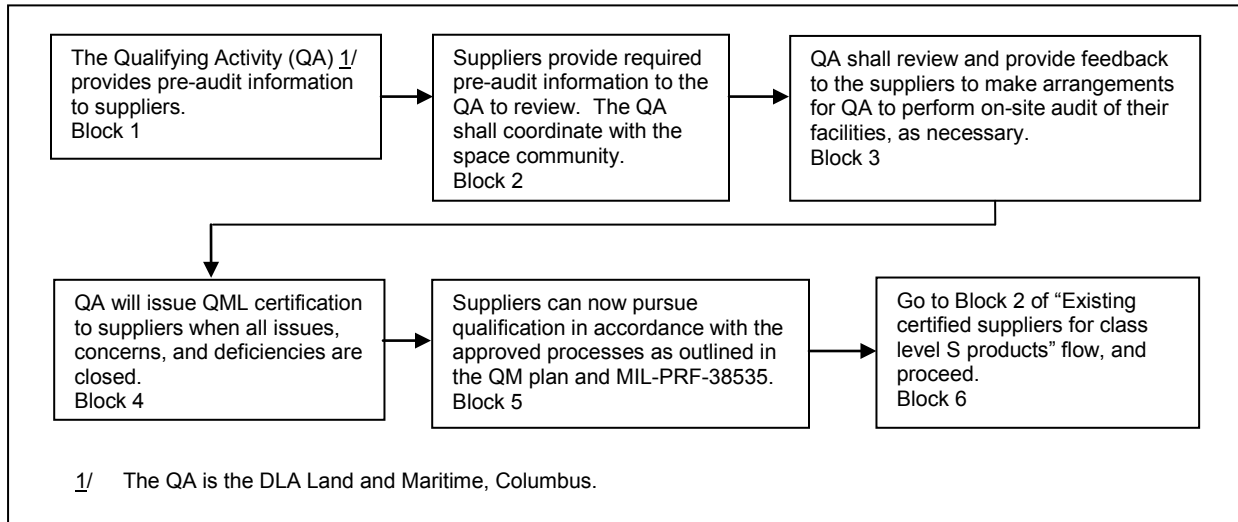 The Qualifying Activity (QA) 1/
provides pre-audit information
to suppliers.
Block 1
Suppliers provide required
pre-audit information to the
QA to review.  The QA
shall coordinate with the
space community.
Block 2
QA shall review and provide feedback
to the suppliers to make arrangements
for QA to perform on-site audit of their
facilities, as necessary.
Block 3
QA will issue QML certification
to suppliers when all issues,
concerns, and deficiencies are
closed.
Block 4
Suppliers can now pursue
qualification in accordance with the
approved processes as outlined in
the QM plan and MIL-PRF-38535.
Block 5
Go to Block 2 of “Existing
certified suppliers for class
level S products” flow, and
proceed.
Block 6
1/ The QA is the DLA Land and Maritime, Columbus.